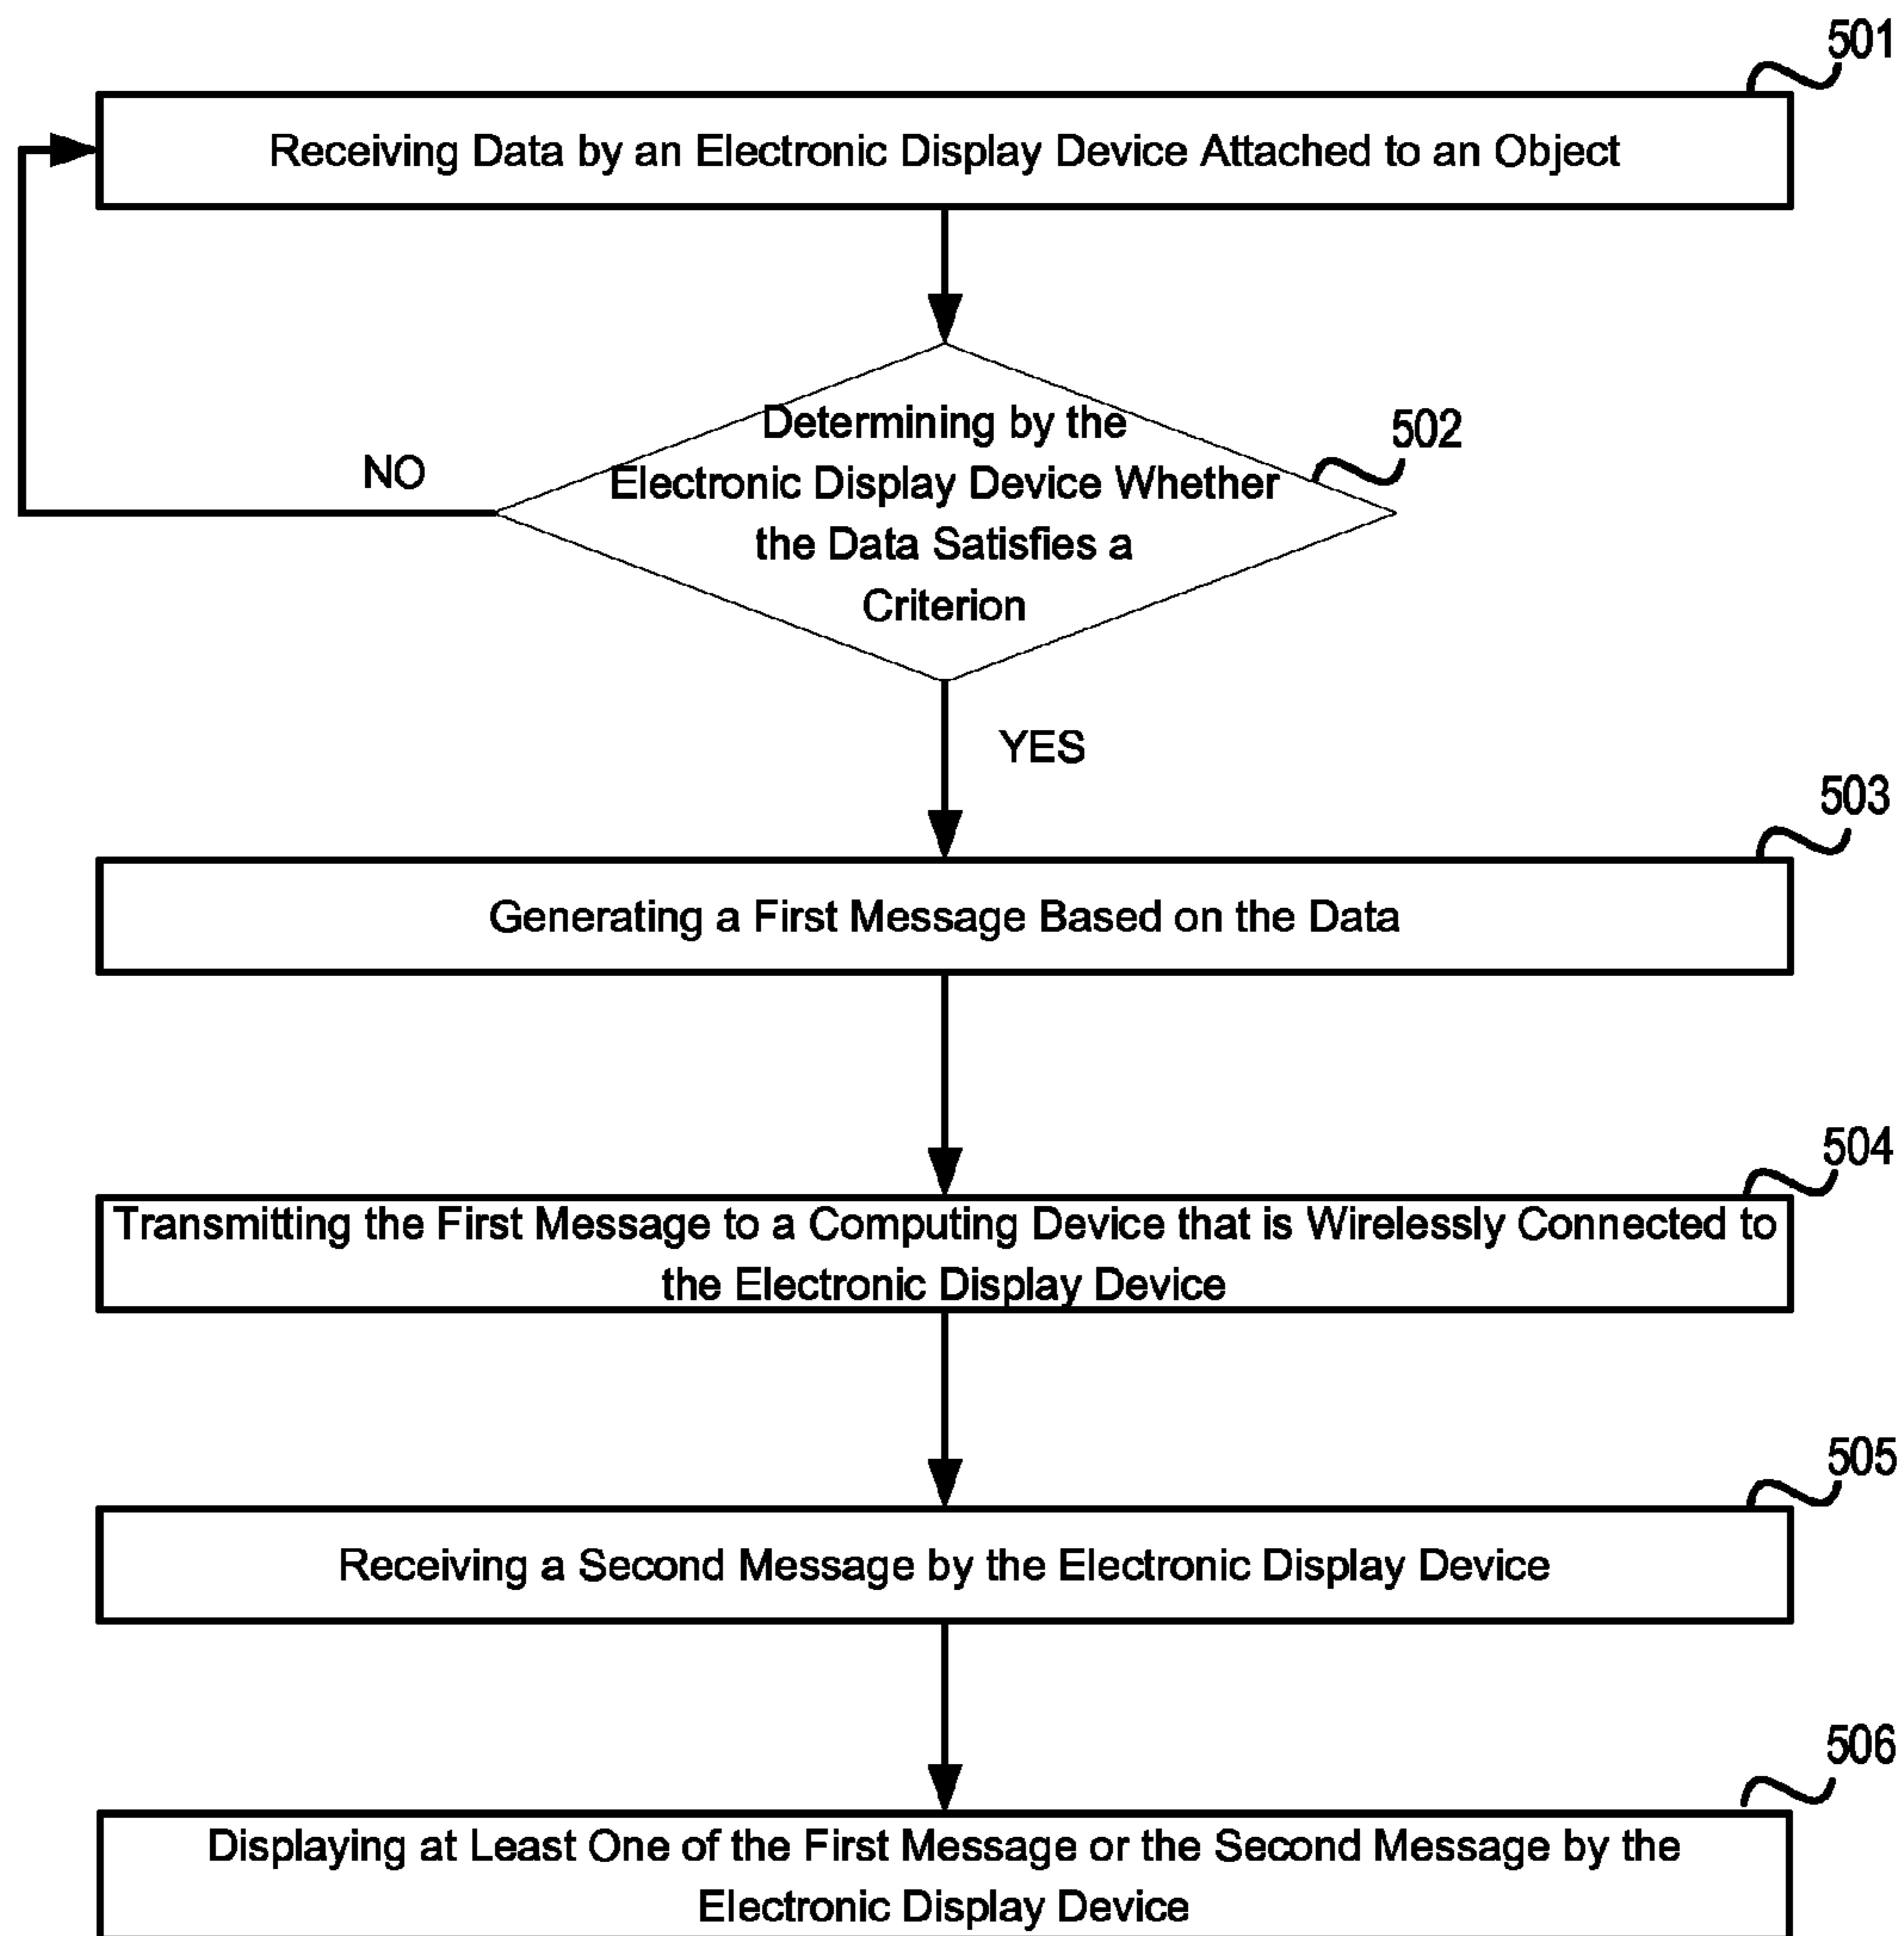 501
Receiving Data by an Electronic Display Device Attached to an Object
Determining by the
Electronic Display Device Whether
the Data Satisfies a
Criterion
502
NO
YES
503
Generating a First Message Based on the Data
504
Transmitting the First Message to a Computing Device that is Wirelessly Connected to
the Electronic Display Device
505
Receiving a Second Message by the Electronic Display Device
506
Displaying at Least One of the First Message or the Second Message by the
Electronic Display Device